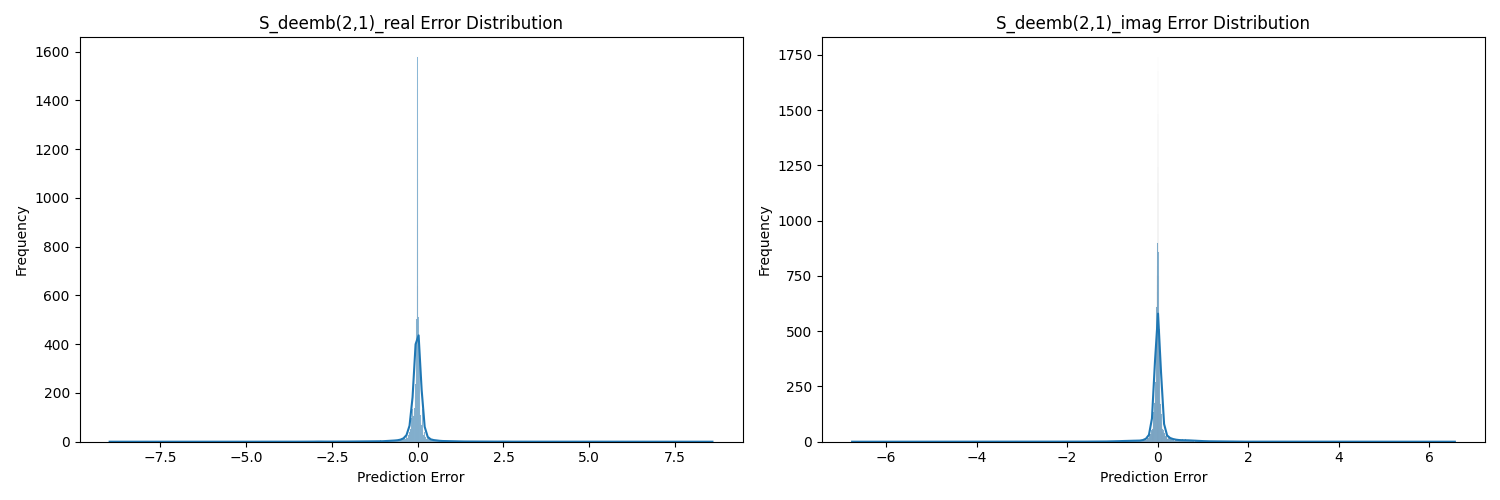 S_deemb(2,1)_real Error Distribution
1600
1400
1200
1000
800
600
400
200
0
Frequency
−7.5 −5.0 −2.5 0.0 2.5 5.0 7.5
Prediction Error
S_deemb(2,1)_imag Error Distribution
1750
1500
1250
1000
750
500
250
0
Frequency
−6 −4 −2 0 2 4 6
Prediction Error